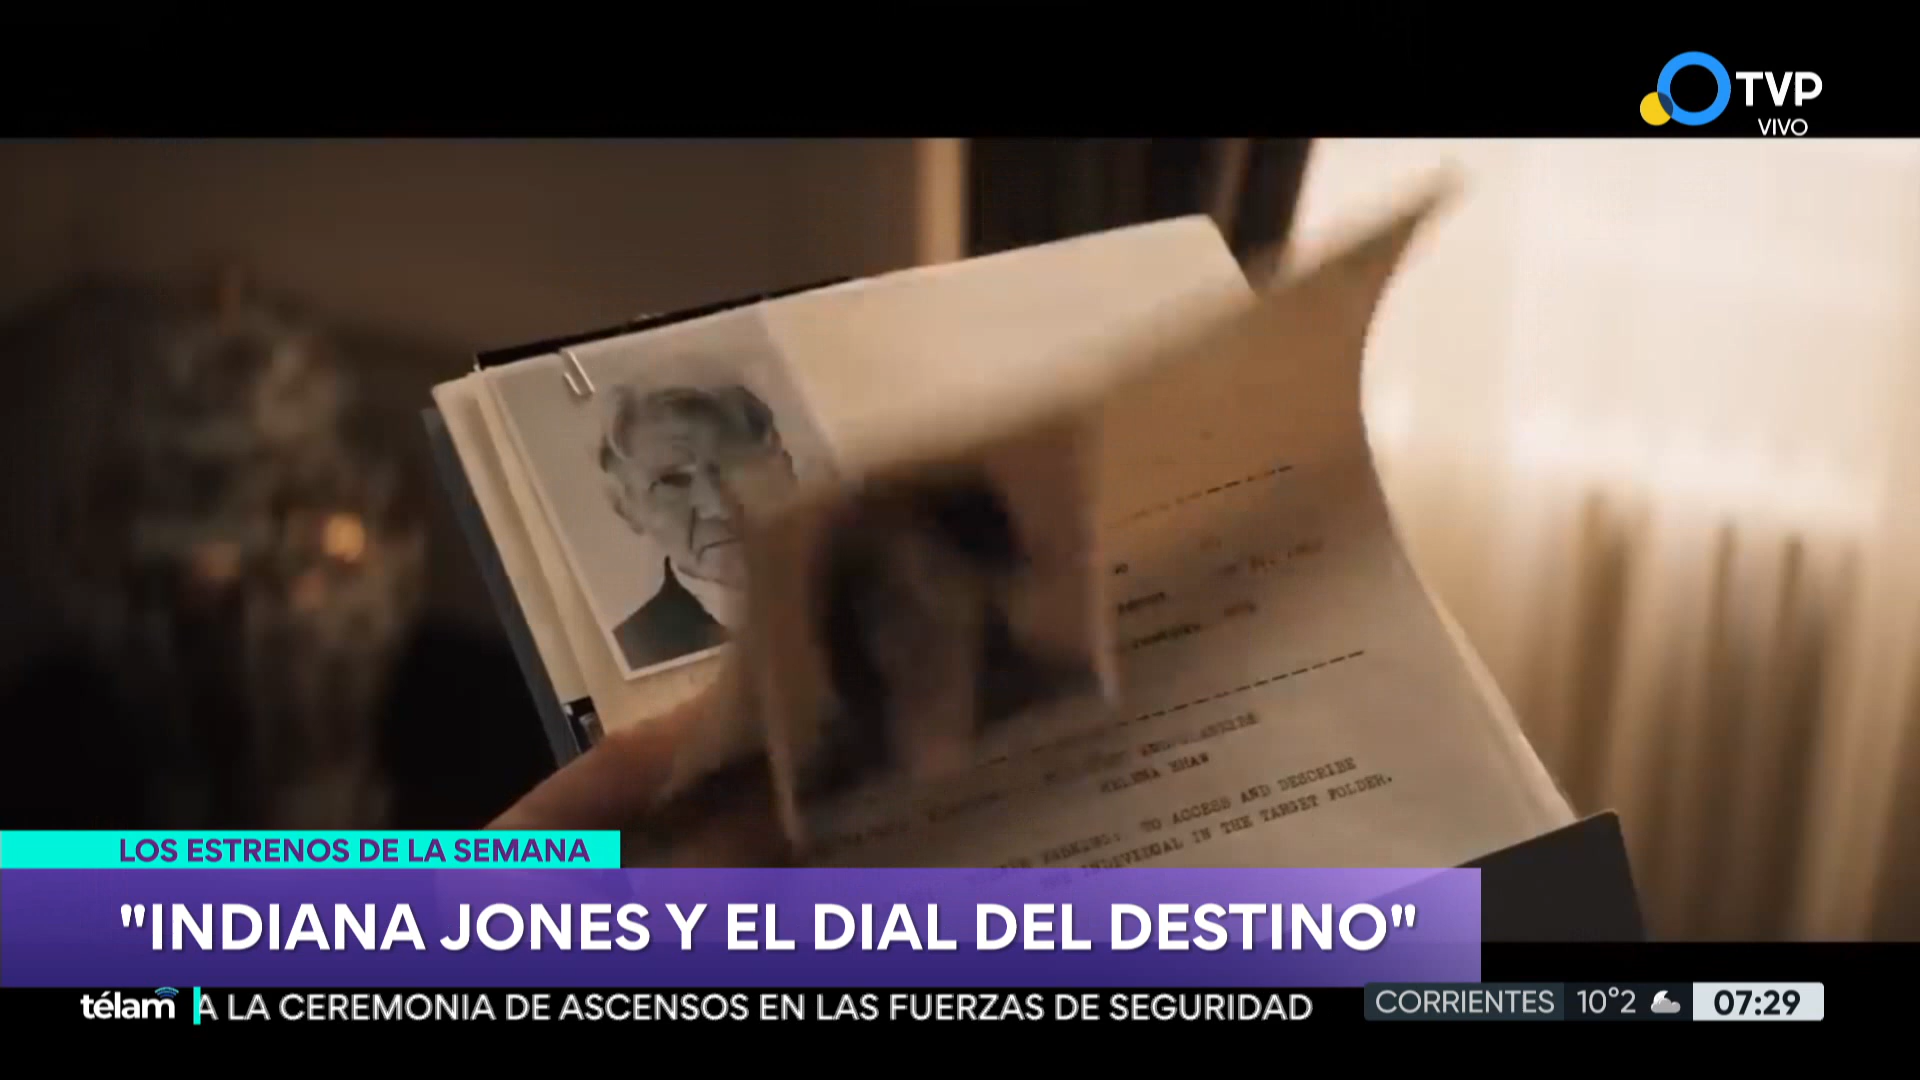 TVP
VIVO
HELENA SHAW
TO ACCESS AND DESCRIBE
INDIVIDUAL IN THE TARGET FOLDER.
LOS ESTRENOS DE LA SEMANA
"INDIANA JONES Y EL DIAL DEL DESTINO"
télam A LA CEREMONIA DE ASCENSOS EN LAS FUERZAS DE SEGURIDAD CORRIENTES 10°2 07:29